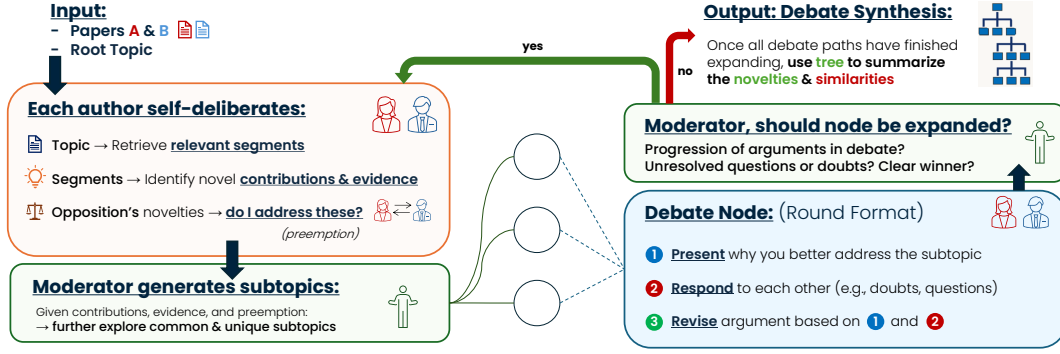 Input:
- Papers A & B
- Root Topic
Each author self-deliberates:
Topic → Retrieve relevant segments
Segments → Identify novel contributions & evidence
Opposition's novelties → do I address these?
(preemption)
Moderator generates subtopics:
Given contributions, evidence, and preemption:
→ further explore common & unique subtopics
yes
no
Output: Debate Synthesis:
Once all debate paths have finished
expanding, use tree to summarize
the novelties & similarities
Moderator, should node be expanded?
Progression of arguments in debate?
Unresolved questions or doubts? Clear winner?
Debate Node: (Round Format)
1 Present why you better address the subtopic
2 Respond to each other (e.g., doubts, questions)
3 Revise argument based on 1 and 2